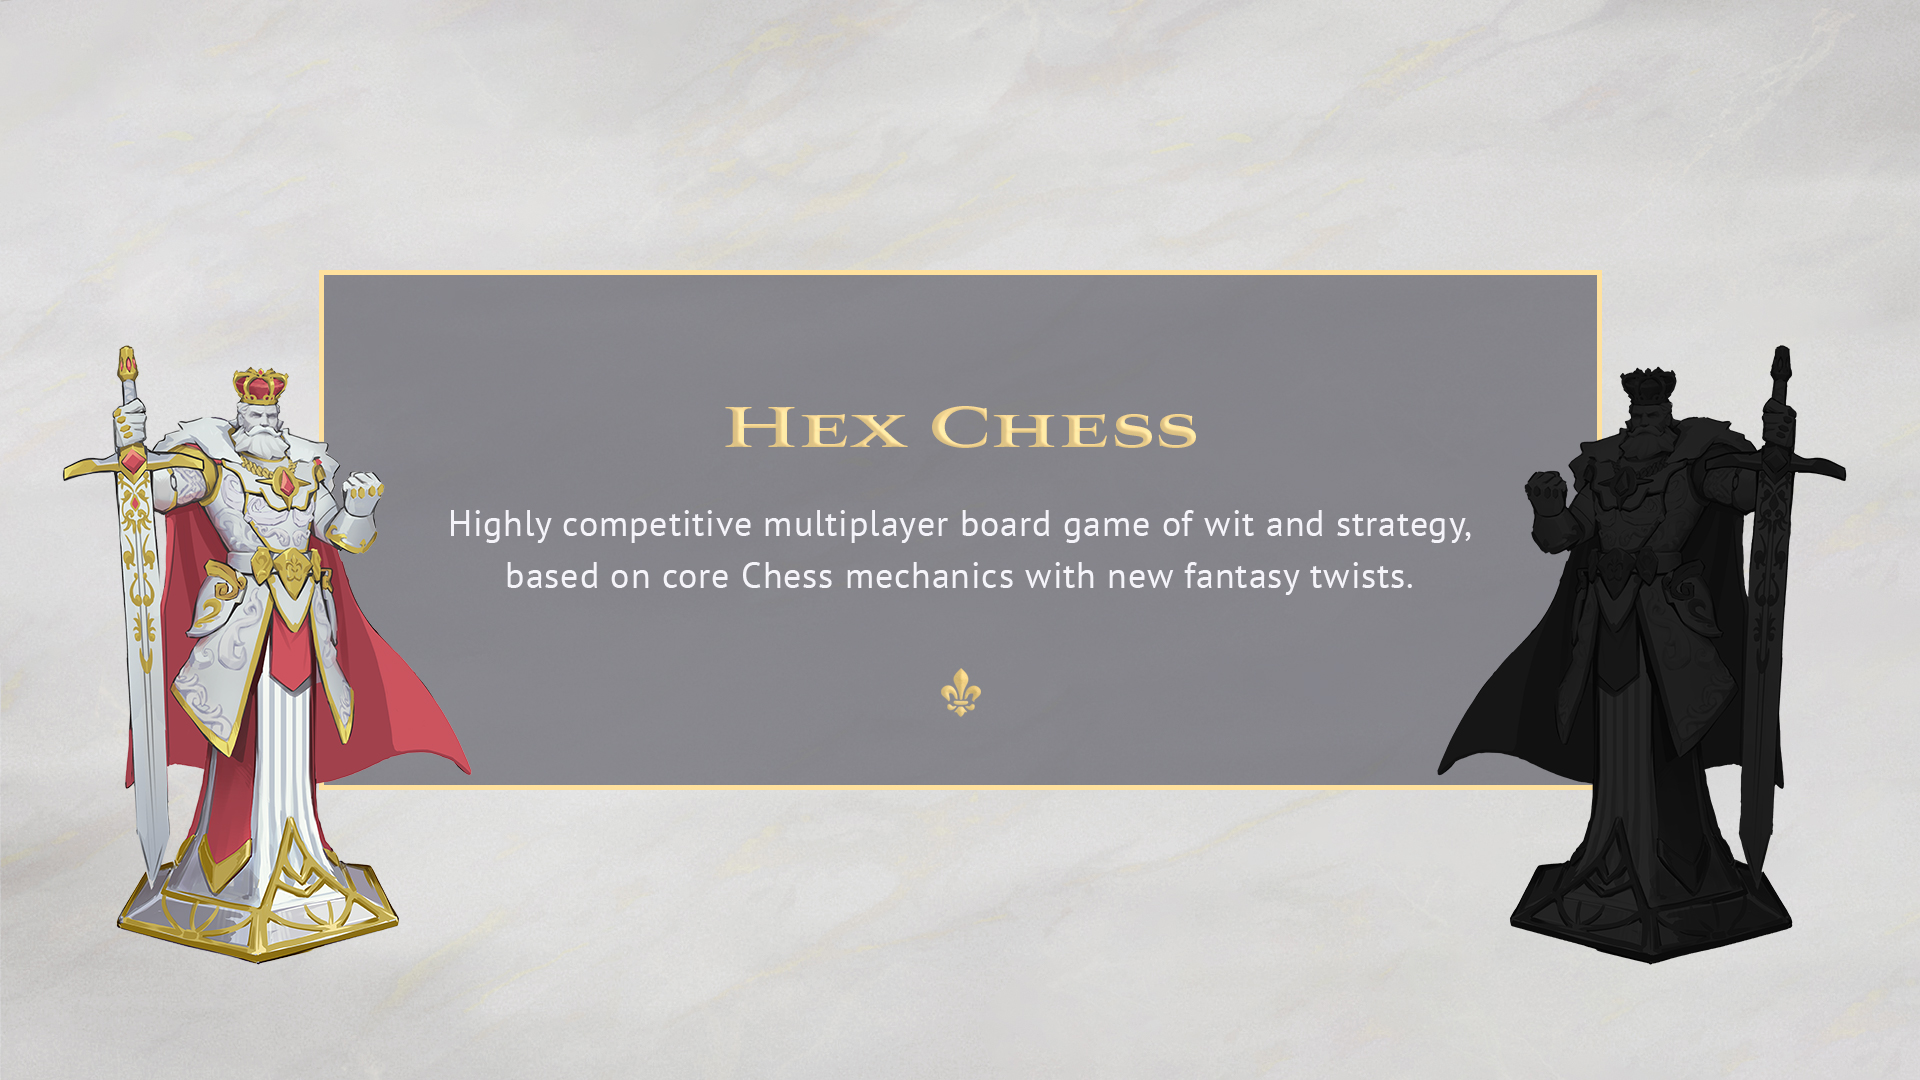 Hex Chess
Highly competitive multiplayer board game of wit and strategy,
based on core Chess mechanics with new fantasy twists.